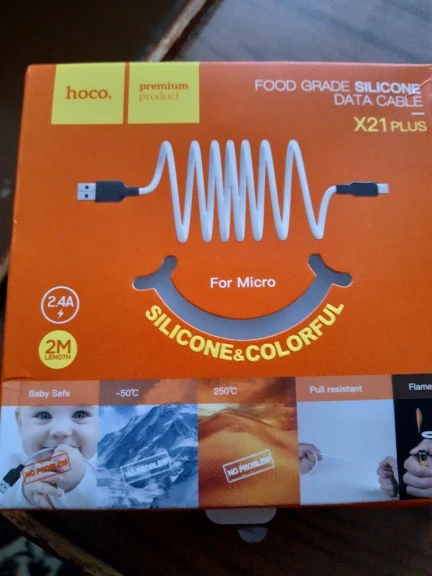 hoco.
premium
product
FOOD GRADE SILICONE
DATA CABLE
X21 PLUS
For Micro
SILICONE&COLORFUL
2.4A
2M
LENGTH
Baby Safe
-50℃
250℃
Pull resistant
Flame
NO PROBLEM
NO PROBLEM
NO PROBLEM